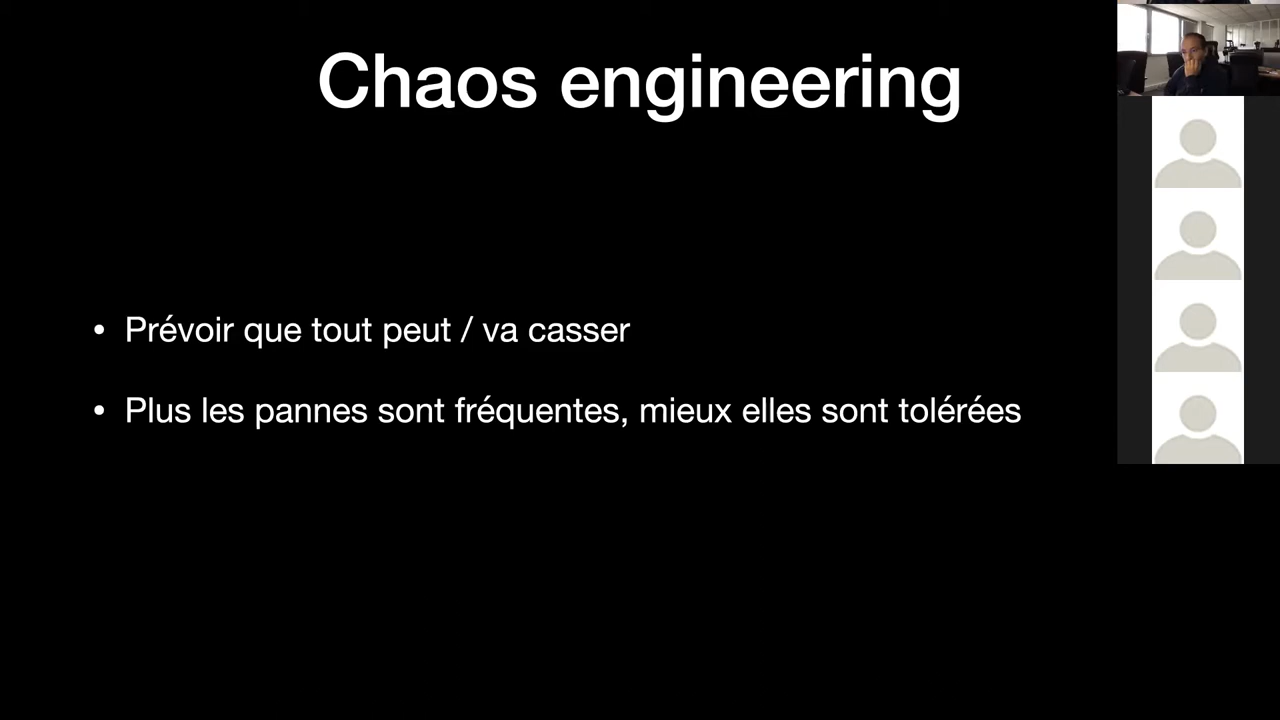 Chaos engineering
• Prévoir que tout peut / va casser
• Plus les pannes sont fréquentes, mieux elles sont tolérées